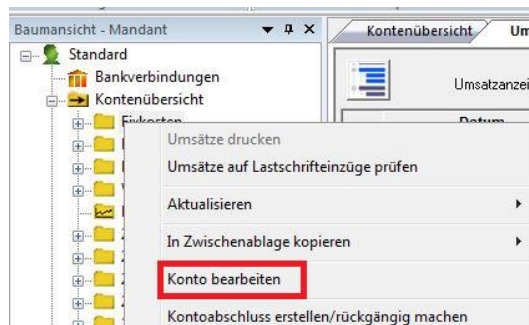 Baumansicht - Mandant
Kontenübersicht
Um
Standard
Bankverbindungen
Kontenübersicht
Umsatzanzei
Fixkosten
Datum
Umsätze drucken
Umsätze auf Lastschrifteinzüge prüfen
Aktualisieren
In Zwischenablage kopieren
Konto bearbeiten
Kontoabschluss erstellen/rückgängig machen